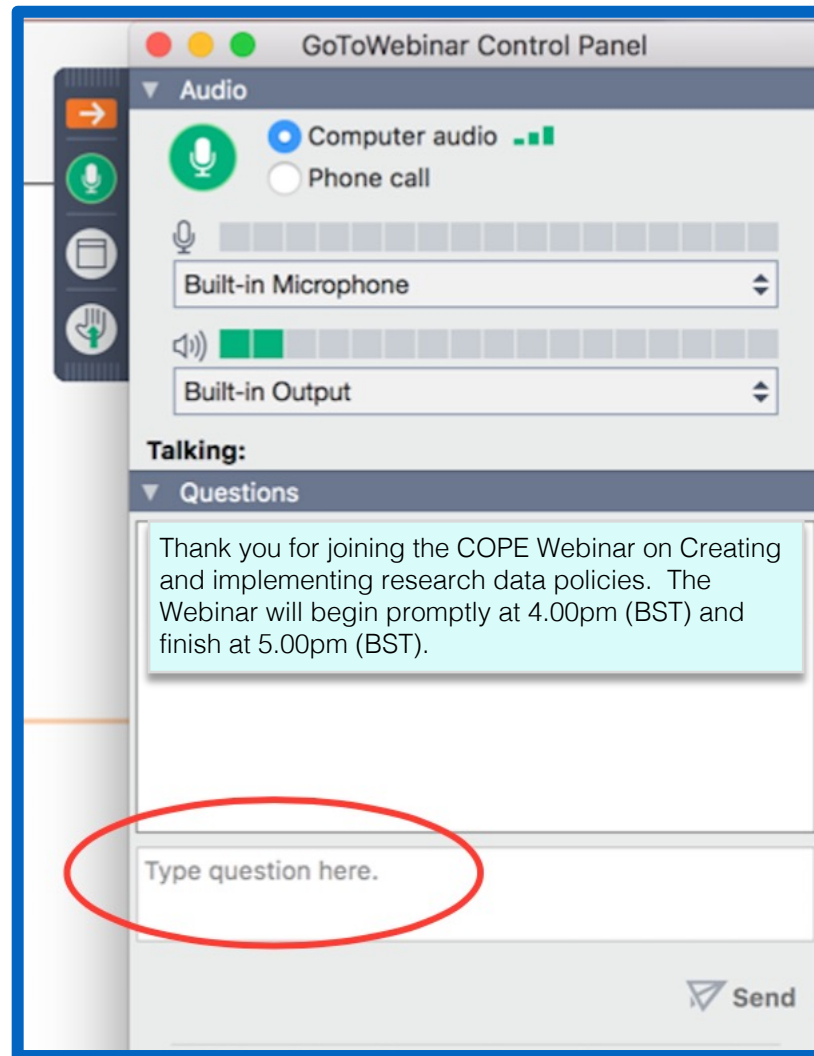 GoToWebinar Control Panel
Audio
Computer audio
Phone call
Built-in Microphone
Built-in Output
Talking:
Questions
Thank you for joining the COPE Webinar on Creating
and implementing research data policies.  The
Webinar will begin promptly at 4.00pm (BST) and
finish at 5.00pm (BST).
Type question here.
Send